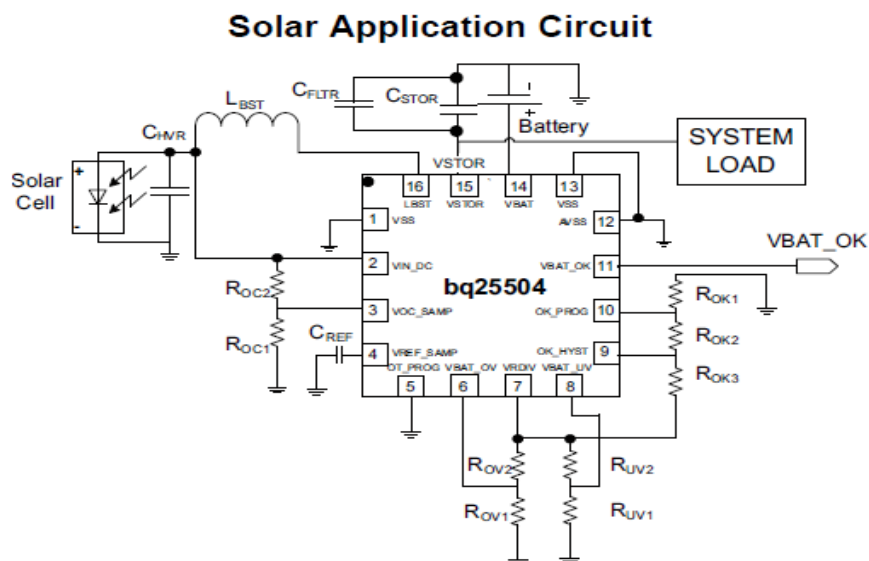 Solar Application Circuit
CFLTR
CSTOR
LBST
Battery
CHVR
SYSTEM
LOAD
VSTOR
Solar
Cell
+
-
-
+
16
15
14
13
LBST
VSTOR
VBAT
VSS
1
VSS
AVSS
12
VBAT_OK
2
VIN_DC
VBAT_OK
11
bq25504
ROC2
ROK1
3
VOC_SAMP
OK_PROG
10
CREF
ROK2
ROC1
4
VREF_SAMP
OK_HYST
9
OT_PROG
VBAT_OV
VRDIV
VBAT_UV
ROK3
5
6
7
8
ROV2
RUV2
ROV1
RUV1